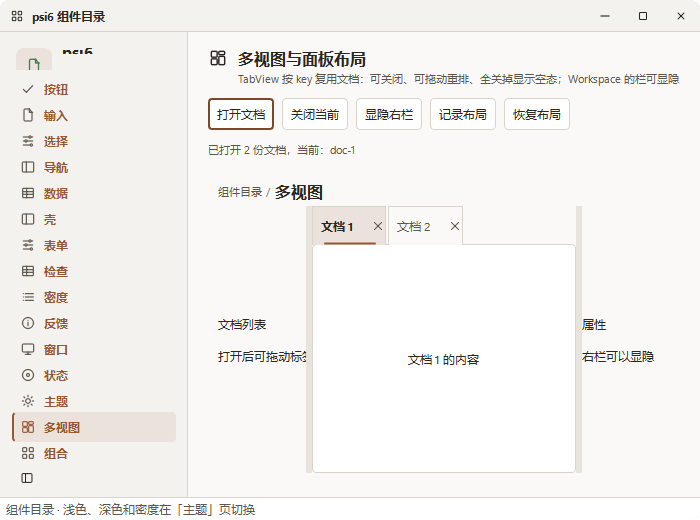 psi6 组件目录
psi6
按钮
输入
选择
导航
数据
壳
表单
检查
密度
反馈
窗口
状态
主题
多视图
组合
多视图与面板布局
TabView 按 key 复用文档：可关闭、可拖动重排、全关掉显示空态；Workspace 的栏可显隐
打开文档 关闭当前 显隐右栏 记录布局 恢复布局
已打开 2 份文档，当前：doc-1
组件目录 / 多视图
文档 1 文档 2
文档列表
打开后可拖动标签
文档 1 的内容
属性
右栏可以显隐
组件目录 · 浅色、深色和密度在「主题」页切换